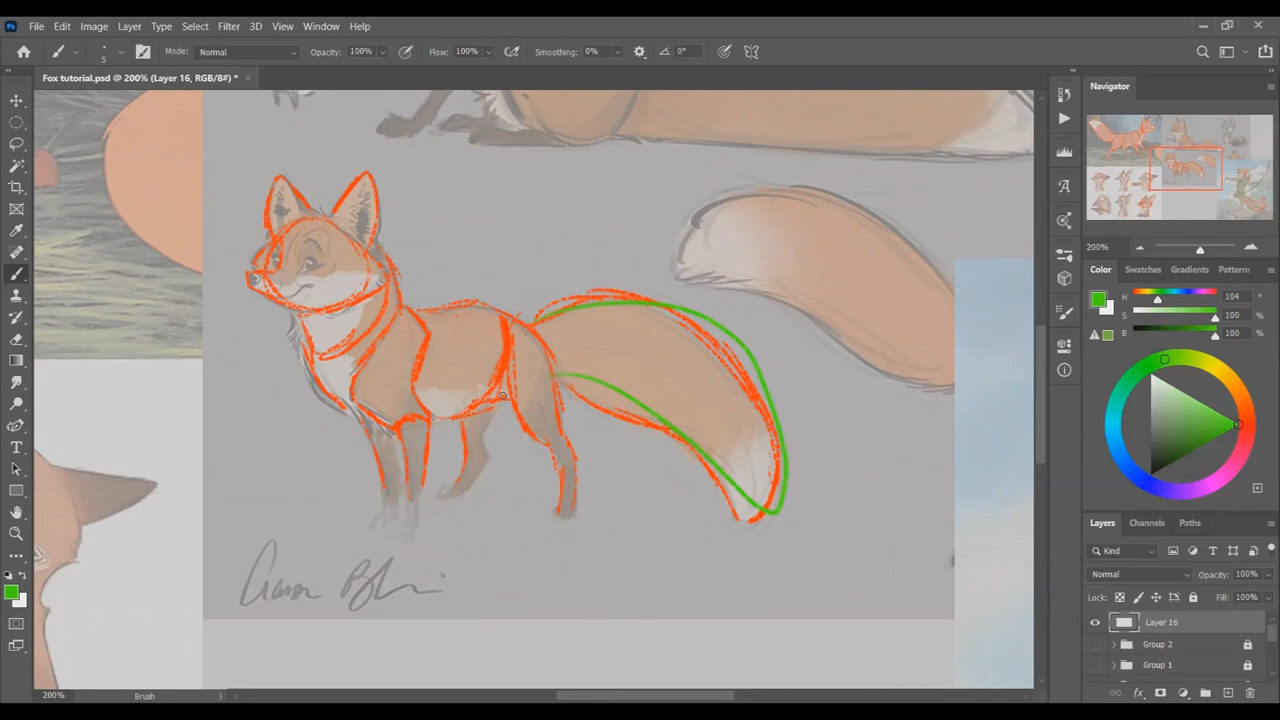 Ps File Edit Image Layer Type Select Filter 3D View Window Help
5 Mode: Normal Opacity: 100% Flow: 100% Smoothing: 0% 0°
Fox tutorial.psd @ 200% (Layer 16, RGB/8#) *
Navigator
200%
Color Swatches Gradients Patterns
H 104 °
S 100 %
B 100 %
Layers Channels Paths
Kind
Normal Opacity: 100%
Lock: Fill: 100%
Layer 16
Group 2
Group 1
200% Brush